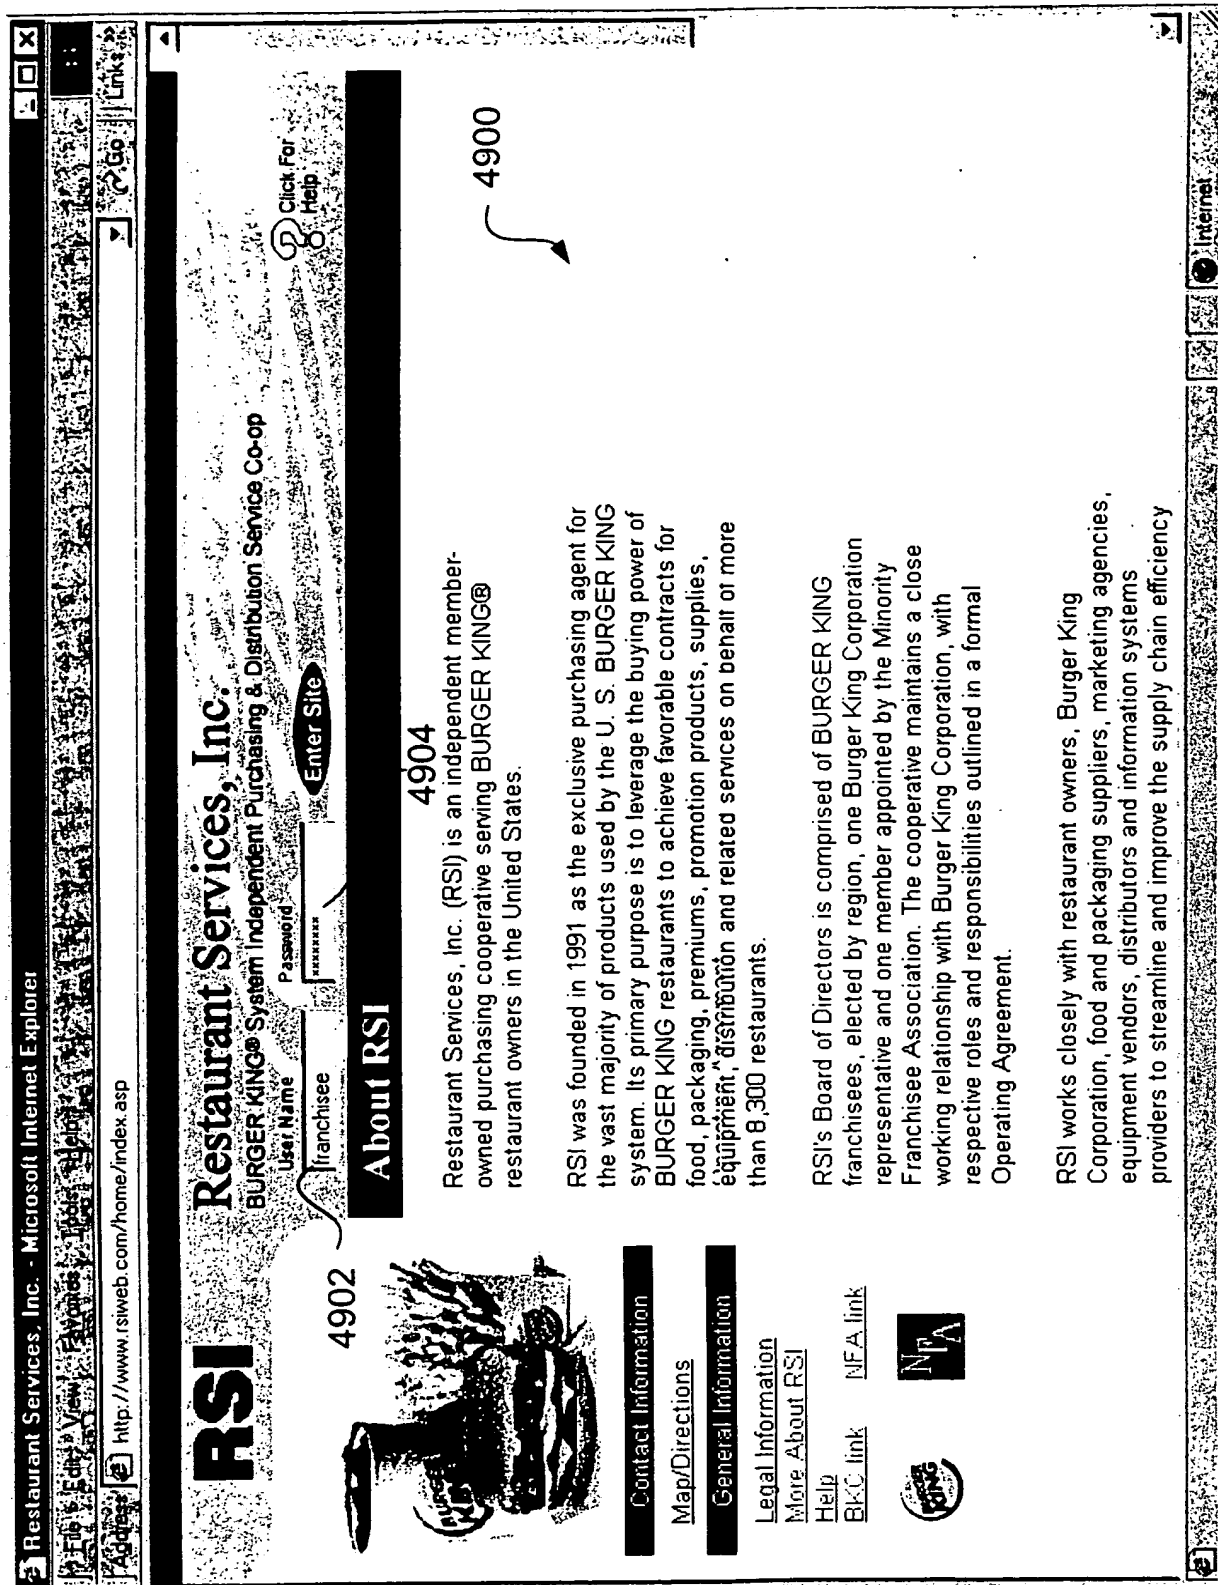 Restaurant Services, Inc. - Microsoft Internet Explorer
File Edit View Favorites Tools Help
Address http://www.rsiweb.com/home/index.asp Go Links »
RSI
Restaurant Services, Inc.
BURGER KING® System Independent Purchasing & Distribution Service Co-op
User Name Password
franchisee xxxxxxxx Enter Site
Click For
Help
4902
About RSI
4904
4900
Restaurant Services, Inc. (RSI) is an independent member-
owned purchasing cooperative serving BURGER KING®
restaurant owners in the United States.
RSI was founded in 1991 as the exclusive purchasing agent for
the vast majority of products used by the U. S. BURGER KING
system. Its primary purpose is to leverage the buying power of
BURGER KING restaurants to achieve favorable contracts for
food, packaging, premiums, promotion products, supplies,
equipment, distribution and related services on behalf of more
than 8,300 restaurants.
RSI's Board of Directors is comprised of BURGER KING
franchisees, elected by region, one Burger King Corporation
representative and one member appointed by the Minority
Franchisee Association. The cooperative maintains a close
working relationship with Burger King Corporation, with
respective roles and responsibilities outlined in a formal
Operating Agreement.
RSI works closely with restaurant owners, Burger King
Corporation, food and packaging suppliers, marketing agencies,
equipment vendors, distributors and information systems
providers to streamline and improve the supply chain efficiency
Contact Information
Map/Directions
General Information
Legal Information
More About RSI
Help
BKC link NFA link
BURGER
KING
NFA
Internet